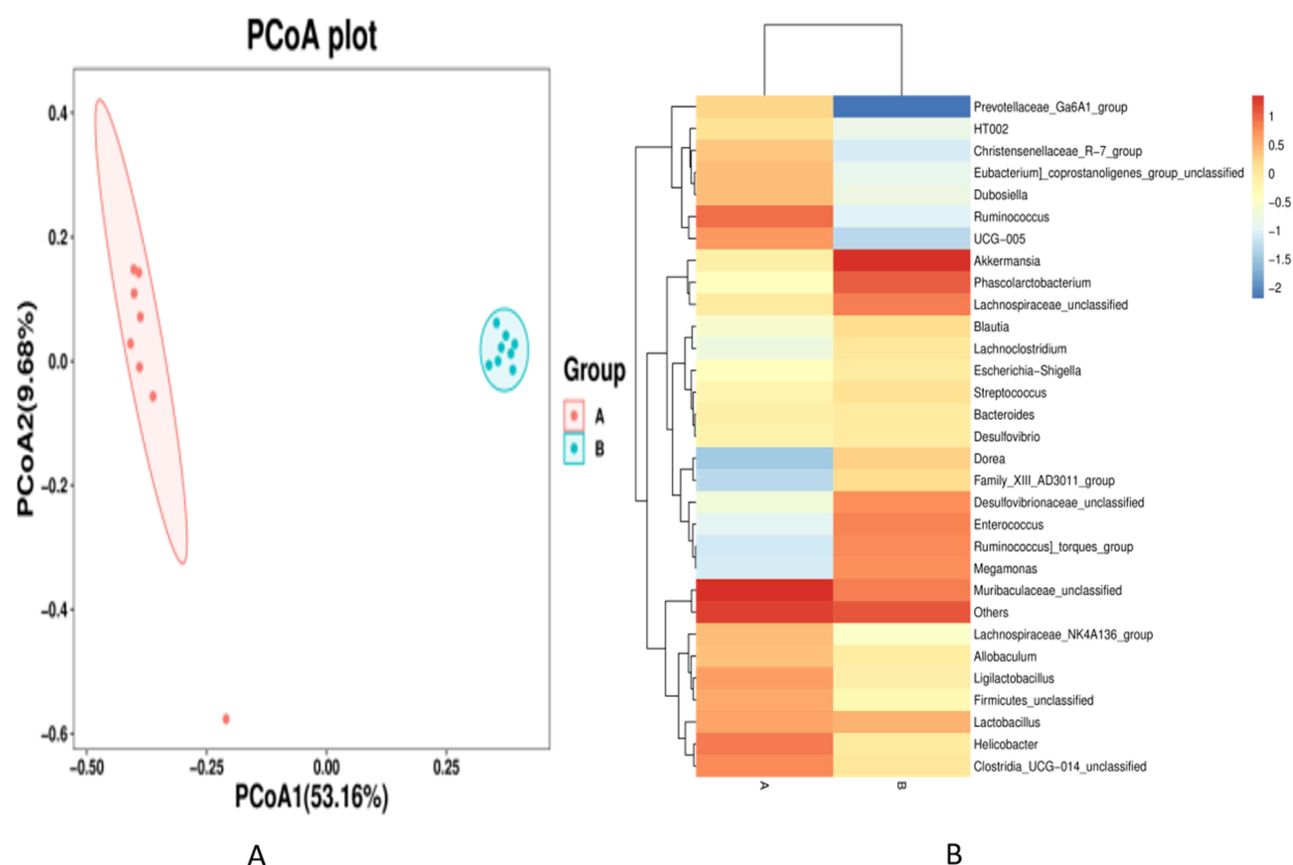 PCoA plot
0.4
0.2
0.0
−0.2
−0.4
−0.6
PCoA2(9.68%)
−0.50
−0.25
0.00
0.25
PCoA1(53.16%)
Group
A
B
A
Prevotellaceae_Ga6A1_group
HT002
Christensenellaceae_R−7_group
Eubacterium]_coprostanoligenes_group_unclassified
Dubosiella
Ruminococcus
UCG−005
Akkermansia
Phascolarctobacterium
Lachnospiraceae_unclassified
Blautia
Lachnoclostridium
Escherichia−Shigella
Streptococcus
Bacteroides
Desulfovibrio
Dorea
Family_XIII_AD3011_group
Desulfovibrionaceae_unclassified
Enterococcus
Ruminococcus]_torques_group
Megamonas
Muribaculaceae_unclassified
Others
Lachnospiraceae_NK4A136_group
Allobaculum
Ligilactobacillus
Firmicutes_unclassified
Lactobacillus
Helicobacter
Clostridia_UCG−014_unclassified
A
B
1
0.5
0
−0.5
−1
−1.5
−2
B